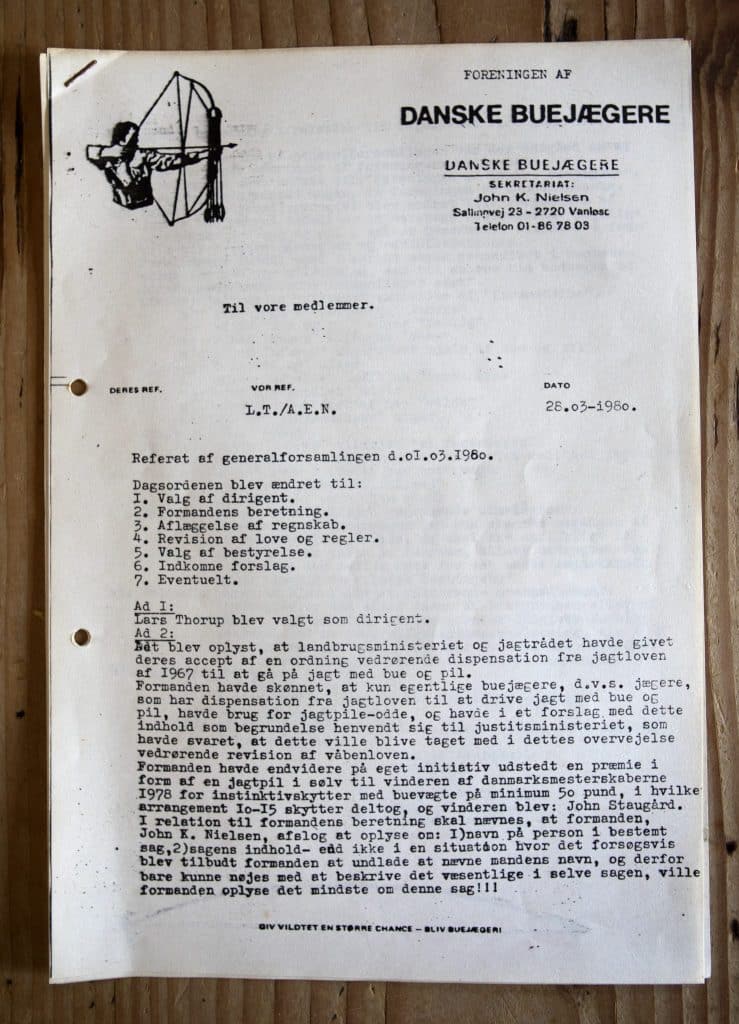 FORENINGEN AF
DANSKE BUEJÆGERE
DANSKE BUEJÆGERE
SEKRETARIAT:
John K. Nielsen
23 - 2720 Vanløse
Telefon 01-86 78 03
Til vore medlemmer.
DERES REF.
VOR REF.
DATO
L.T./A.E.N.
28.03-1980.
Referat af generalforsamlingen d.01.03.1980.
Dagsordenen blev ændret til:
1. Valg af dirigent.
2. Formandens beretning.
3. Aflæggelse af regnskab.
4. Revision af love og regler.
5. Valg af bestyrelse.
6. Indkomne forslag.
7. Eventuelt.
Ad 1:
Lars Thorup blev valgt som dirigent.
Ad 2:
Det blev oplyst, at landbrugsministeriet og jagtrådet havde givet
deres accept af en ordning vedrørende dispensation fra jagtloven
af 1967 til at gå på jagt med bue og pil.
Formanden havde skønnet, at kun egentlige buejægere, d.v.s. jægere,
som har dispensation fra jagtloven til at drive jagt med bue og
pil, havde brug for jagtpile-odde, og havde i et forslag med dette
indhold som begrundelse henvendt sig til justitsministeriet, som
havde svaret, at dette ville blive taget med i dettes overvejelse
vedrørende revision af våbenloven.
Formanden havde endvidere på eget initiativ udstedt en præmie i
form af en jagtpil i sølv til vinderen af danmarksmesterskaberne
1978 for instinktivskytter med buevægte på minimum 50 pund, i hvilke
arrangement 10-15 skytter deltog, og vinderen blev: John Staugård.
I relation til formandens beretning skal nævnes, at formanden,
John K. Nielsen, afslog at oplyse om: 1)navn på person i bestemt
sag,2)sagens indhold- end ikke i en situation hvor det forsøgsvis
blev tilbudt formanden at undlade at nævne mandens navn, og derfor
bare kunne nøjes med at beskrive det væsentlige i selve sagen, ville
formanden oplyse det mindste om denne sag!!!
GIV VILDTET EN STØRRE CHANCE - BLIV BUEJÆGER!